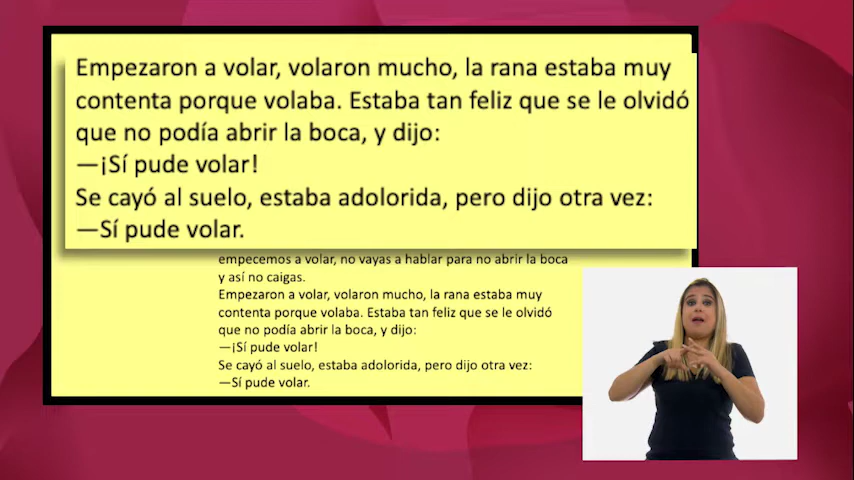 Empezaron a volar, volaron mucho, la rana estaba muy
contenta porque volaba. Estaba tan feliz que se le olvidó
que no podía abrir la boca, y dijo:
—¡Sí pude volar!
Se cayó al suelo, estaba adolorida, pero dijo otra vez:
—Sí pude volar.
empecemos a volar, no vayas a hablar para no abrir la boca
y así no caigas.
Empezaron a volar, volaron mucho, la rana estaba muy
contenta porque volaba. Estaba tan feliz que se le olvidó
que no podía abrir la boca, y dijo:
—¡Sí pude volar!
Se cayó al suelo, estaba adolorida, pero dijo otra vez:
—Sí pude volar.